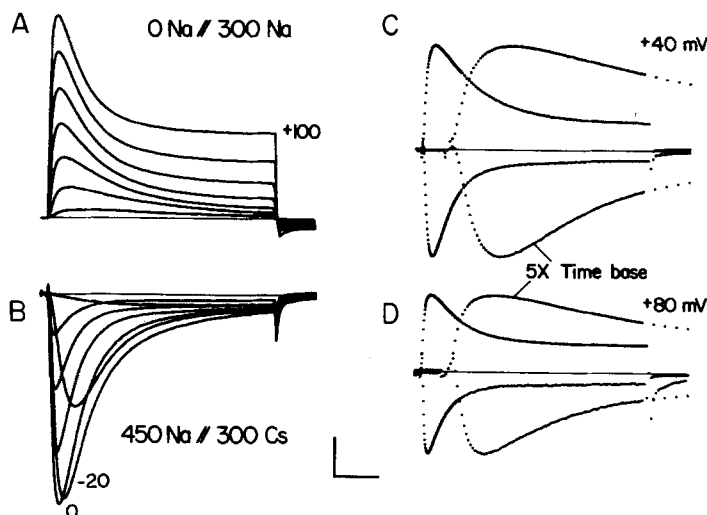 A
0 Na // 300 Na
+100
B
-20
0
450 Na // 300 Cs
C
+40 mV
5X Time base
D
+80 mV